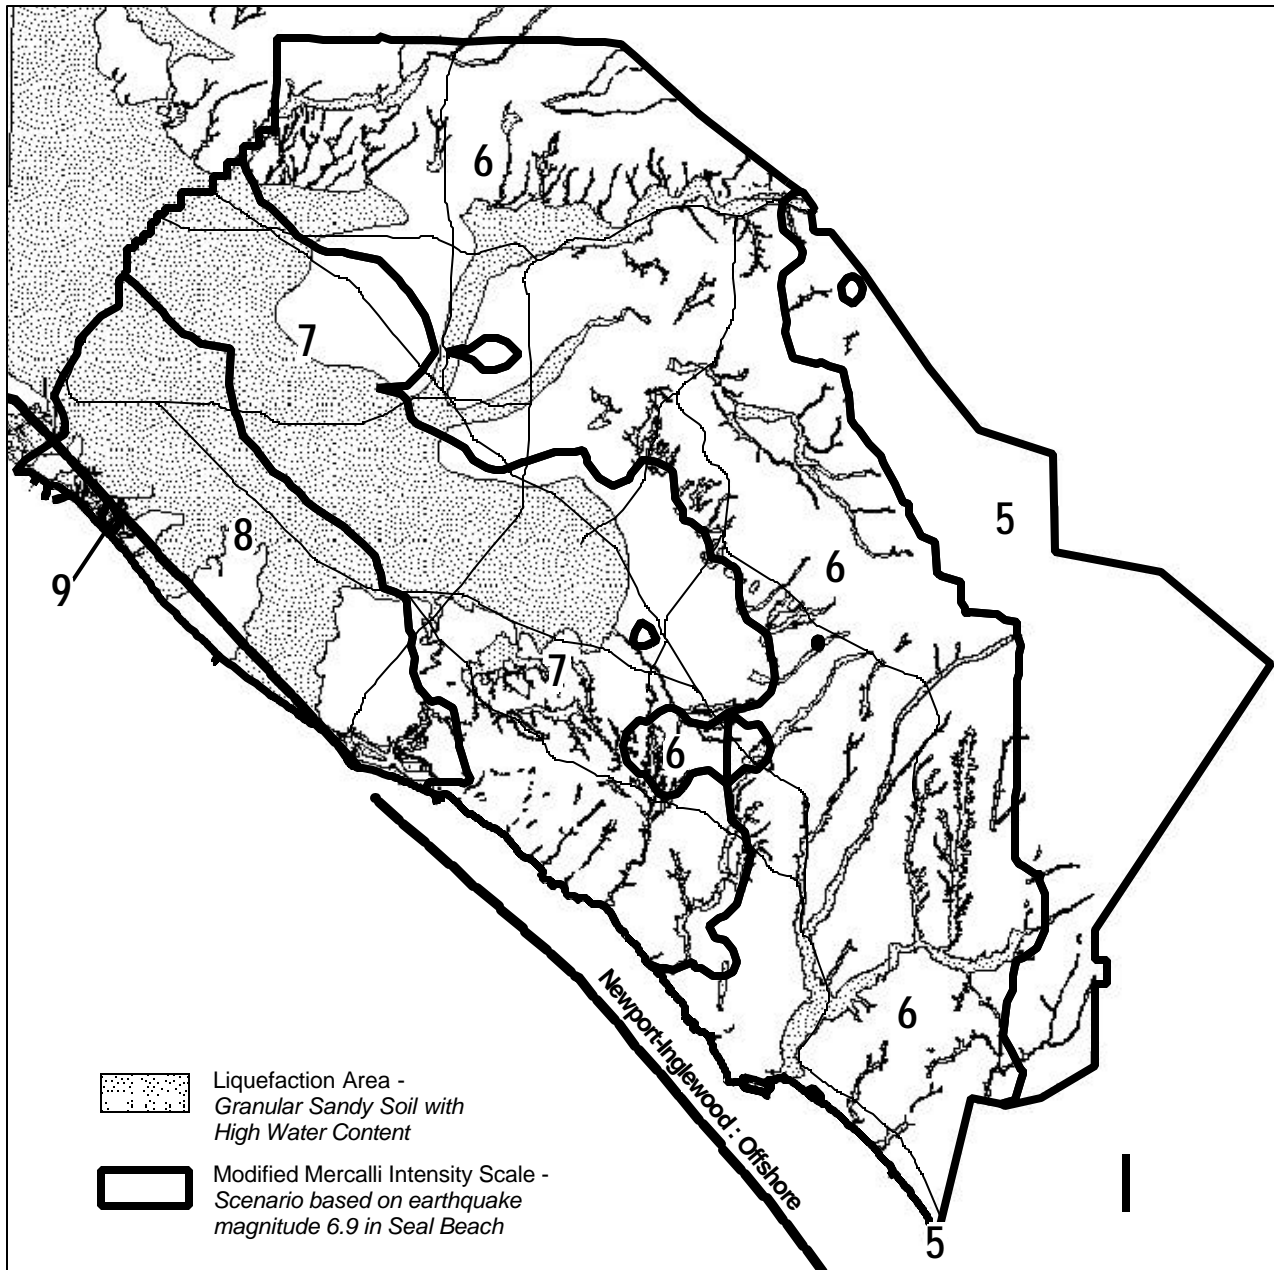 6
7
5
8
6
9
7
6
6
Newport-Inglewood : Offshore
Liquefaction Area -
Granular Sandy Soil with
High Water Content
Modified Mercalli Intensity Scale -
Scenario based on earthquake
magnitude 6.9 in Seal Beach
5